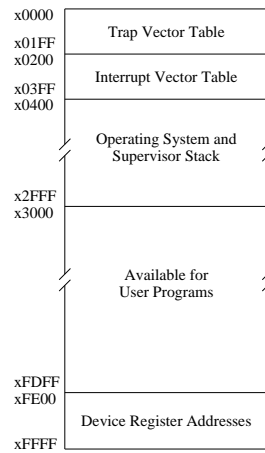 x0000
Trap Vector Table
x01FF
x0200
Interrupt Vector Table
x03FF
x0400
Operating System and
Supervisor Stack
x2FFF
x3000
Available for
User Programs
xFDFF
xFE00
Device Register Addresses
xFFFF